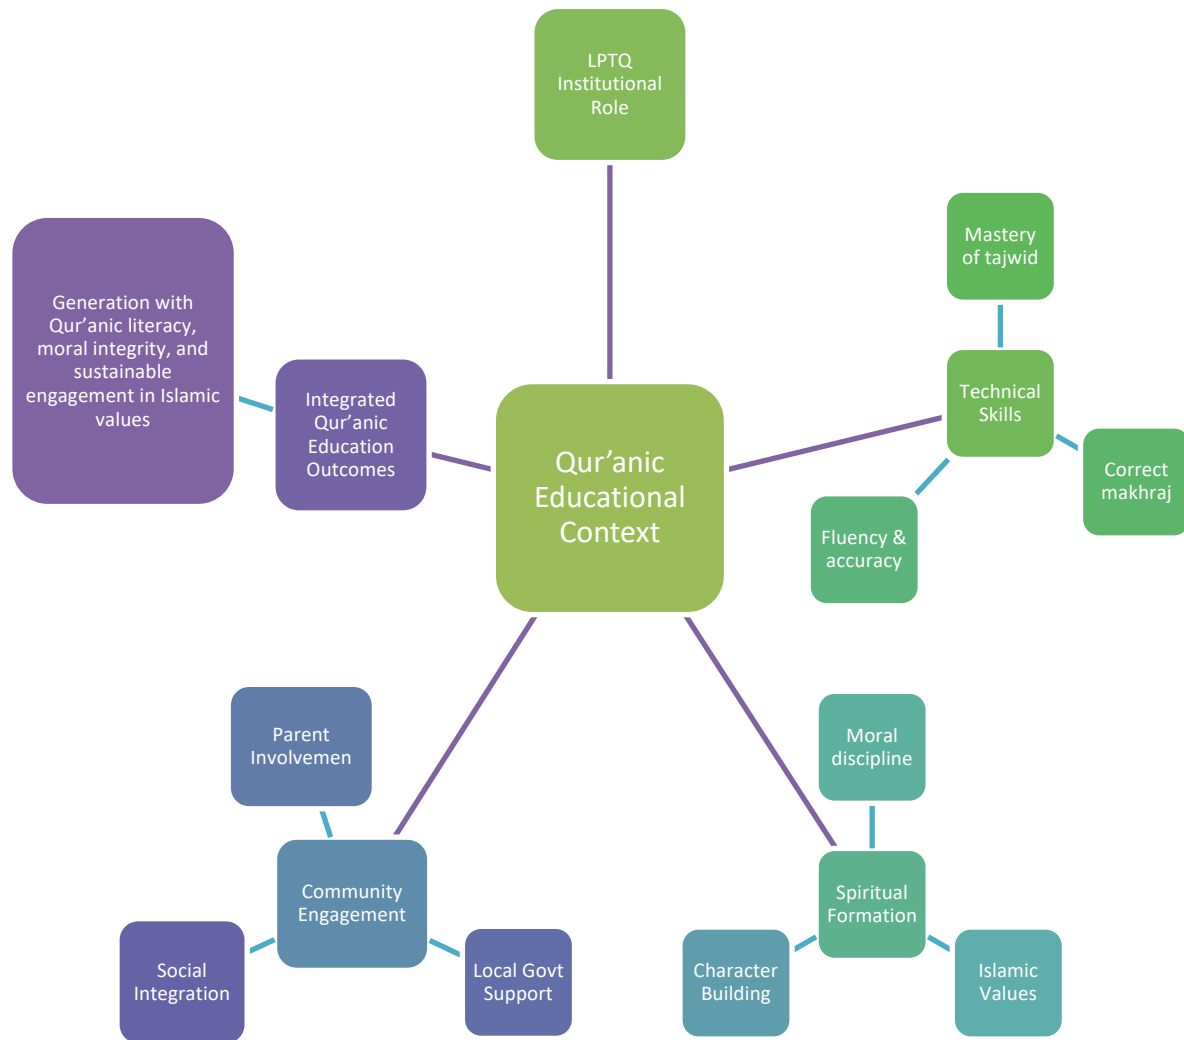 LPTQ
Institutional
Role
Mastery
of tajwid
Technical
Skills
Correct
makhraj
Fluency &
accuracy
Generation with
Qur’anic literacy,
moral integrity, and
sustainable
engagement in Islamic
values
Integrated
Qur’anic
Education
Outcomes
Qur’anic
Educational
Context
Parent
Involvemen
Community
Engagement
Social
Integration
Local Govt
Support
Moral
discipline
Spiritual
Formation
Character
Building
Islamic
Values